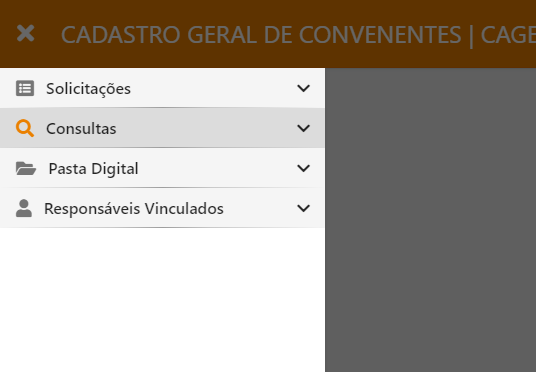 CADASTRO GERAL DE CONVENENTES | CAGE
Solicitações
Consultas
Pasta Digital
Responsáveis Vinculados